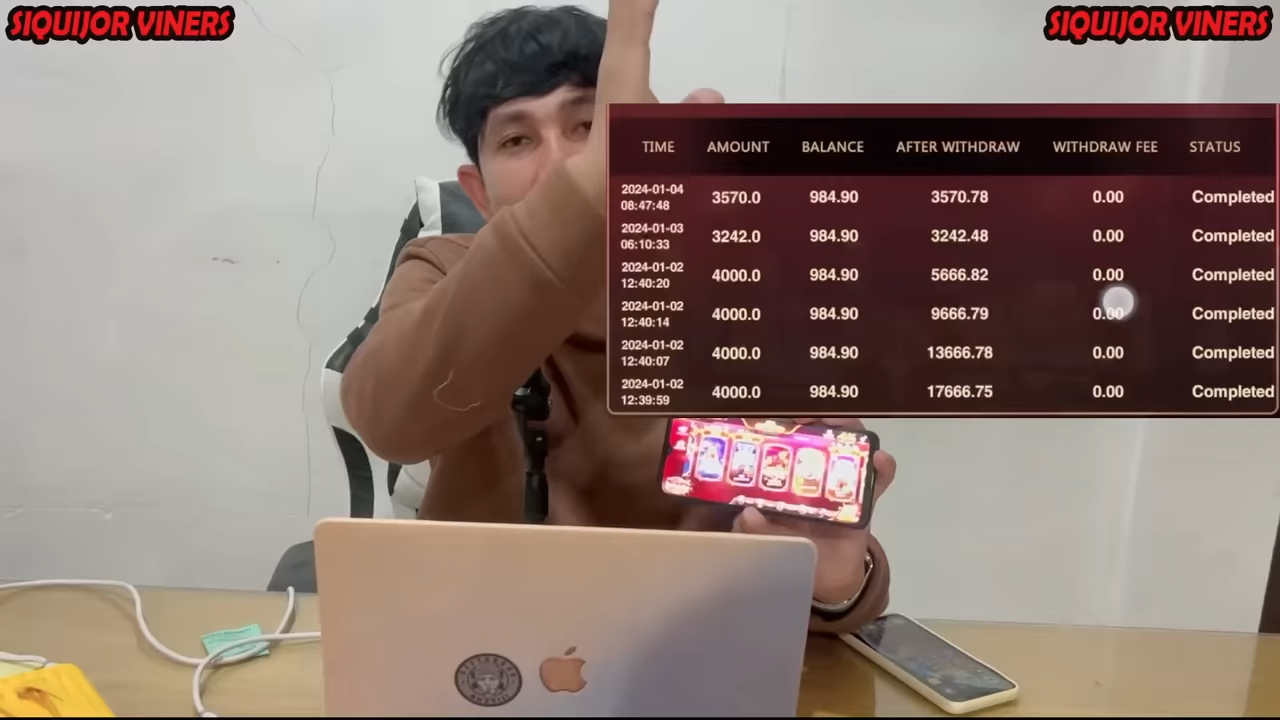 SIQUIJOR VINERS
SIQUIJOR VINERS
TIME AMOUNT BALANCE AFTER WITHDRAW WITHDRAW FEE STATUS
2024-01-04 08:47:48 3570.0 984.90 3570.78 0.00 Completed
2024-01-03 06:10:33 3242.0 984.90 3242.48 0.00 Completed
2024-01-02 12:40:20 4000.0 984.90 5666.82 0.00 Completed
2024-01-02 12:40:14 4000.0 984.90 9666.79 0.00 Completed
2024-01-02 12:40:07 4000.0 984.90 13666.78 0.00 Completed
2024-01-02 12:39:59 4000.0 984.90 17666.75 0.00 Completed